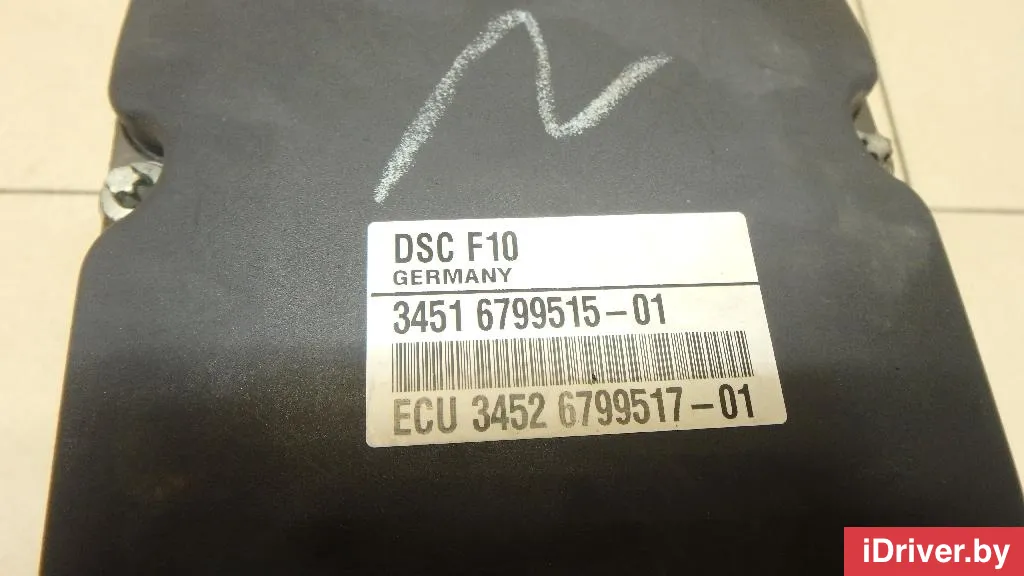 DSC F10
GERMANY
3451 6799515-01
ECU 3452 6799517-01
iDriver.by